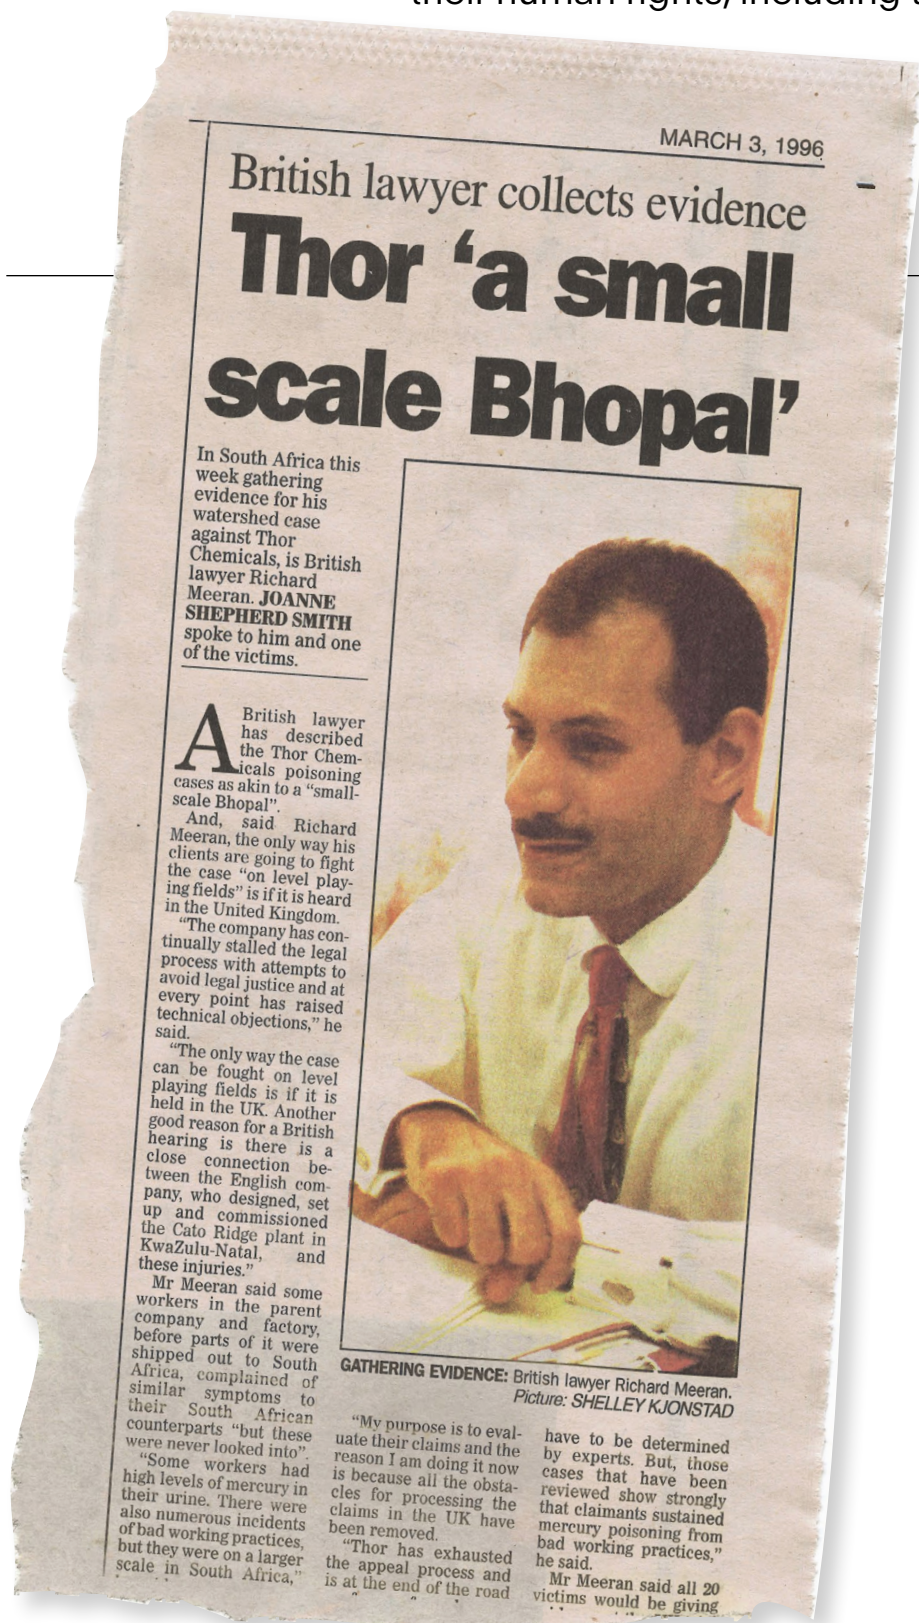 MARCH 3, 1996
British lawyer collects evidence
Thor ‘a small
scale Bhopal’
In South Africa this
week gathering
evidence for his
watershed case
against Thor
Chemicals, is British
lawyer Richard
Meeran. JOANNE
SHEPHERD SMITH
spoke to him and one
of the victims.
A British lawyer
has described
the Thor Chem-
icals poisoning
cases as akin to a “small-
scale Bhopal”.
And, said Richard
Meeran, the only way his
clients are going to fight
the case “on level play-
ing fields” is if it is heard
in the United Kingdom.
“The company has con-
tinually stalled the legal
process with attempts to
avoid legal justice and at
every point has raised
technical objections,” he
said.
“The only way the case
can be fought on level
playing fields is if it is
held in the UK. Another
good reason for a British
hearing is there is a
close connection be-
tween the English com-
pany, who designed, set
up and commissioned
the Cato Ridge plant in
KwaZulu-Natal, and
these injuries.”
Mr Meeran said some
workers in the parent
company and factory,
before parts of it were
shipped out to South
Africa, complained of
similar symptoms to
their South African
counterparts “but these
were never looked into”.
“Some workers had
high levels of mercury in
their urine. There were
also numerous incidents
of bad working practices,
but they were on a larger
scale in South Africa,”
GATHERING EVIDENCE: British lawyer Richard Meeran.
Picture: SHELLEY KJONSTAD
“My purpose is to eval-
uate their claims and the
reason I am doing it now
is because all the obsta-
cles for processing the
claims in the UK have
been removed.
“Thor has exhausted
the appeal process and
is at the end of the road
have to be determined
by experts. But, those
cases that have been
reviewed show strongly
that claimants sustained
mercury poisoning from
bad working practices,”
he said.
Mr Meeran said all 20
victims would be giving